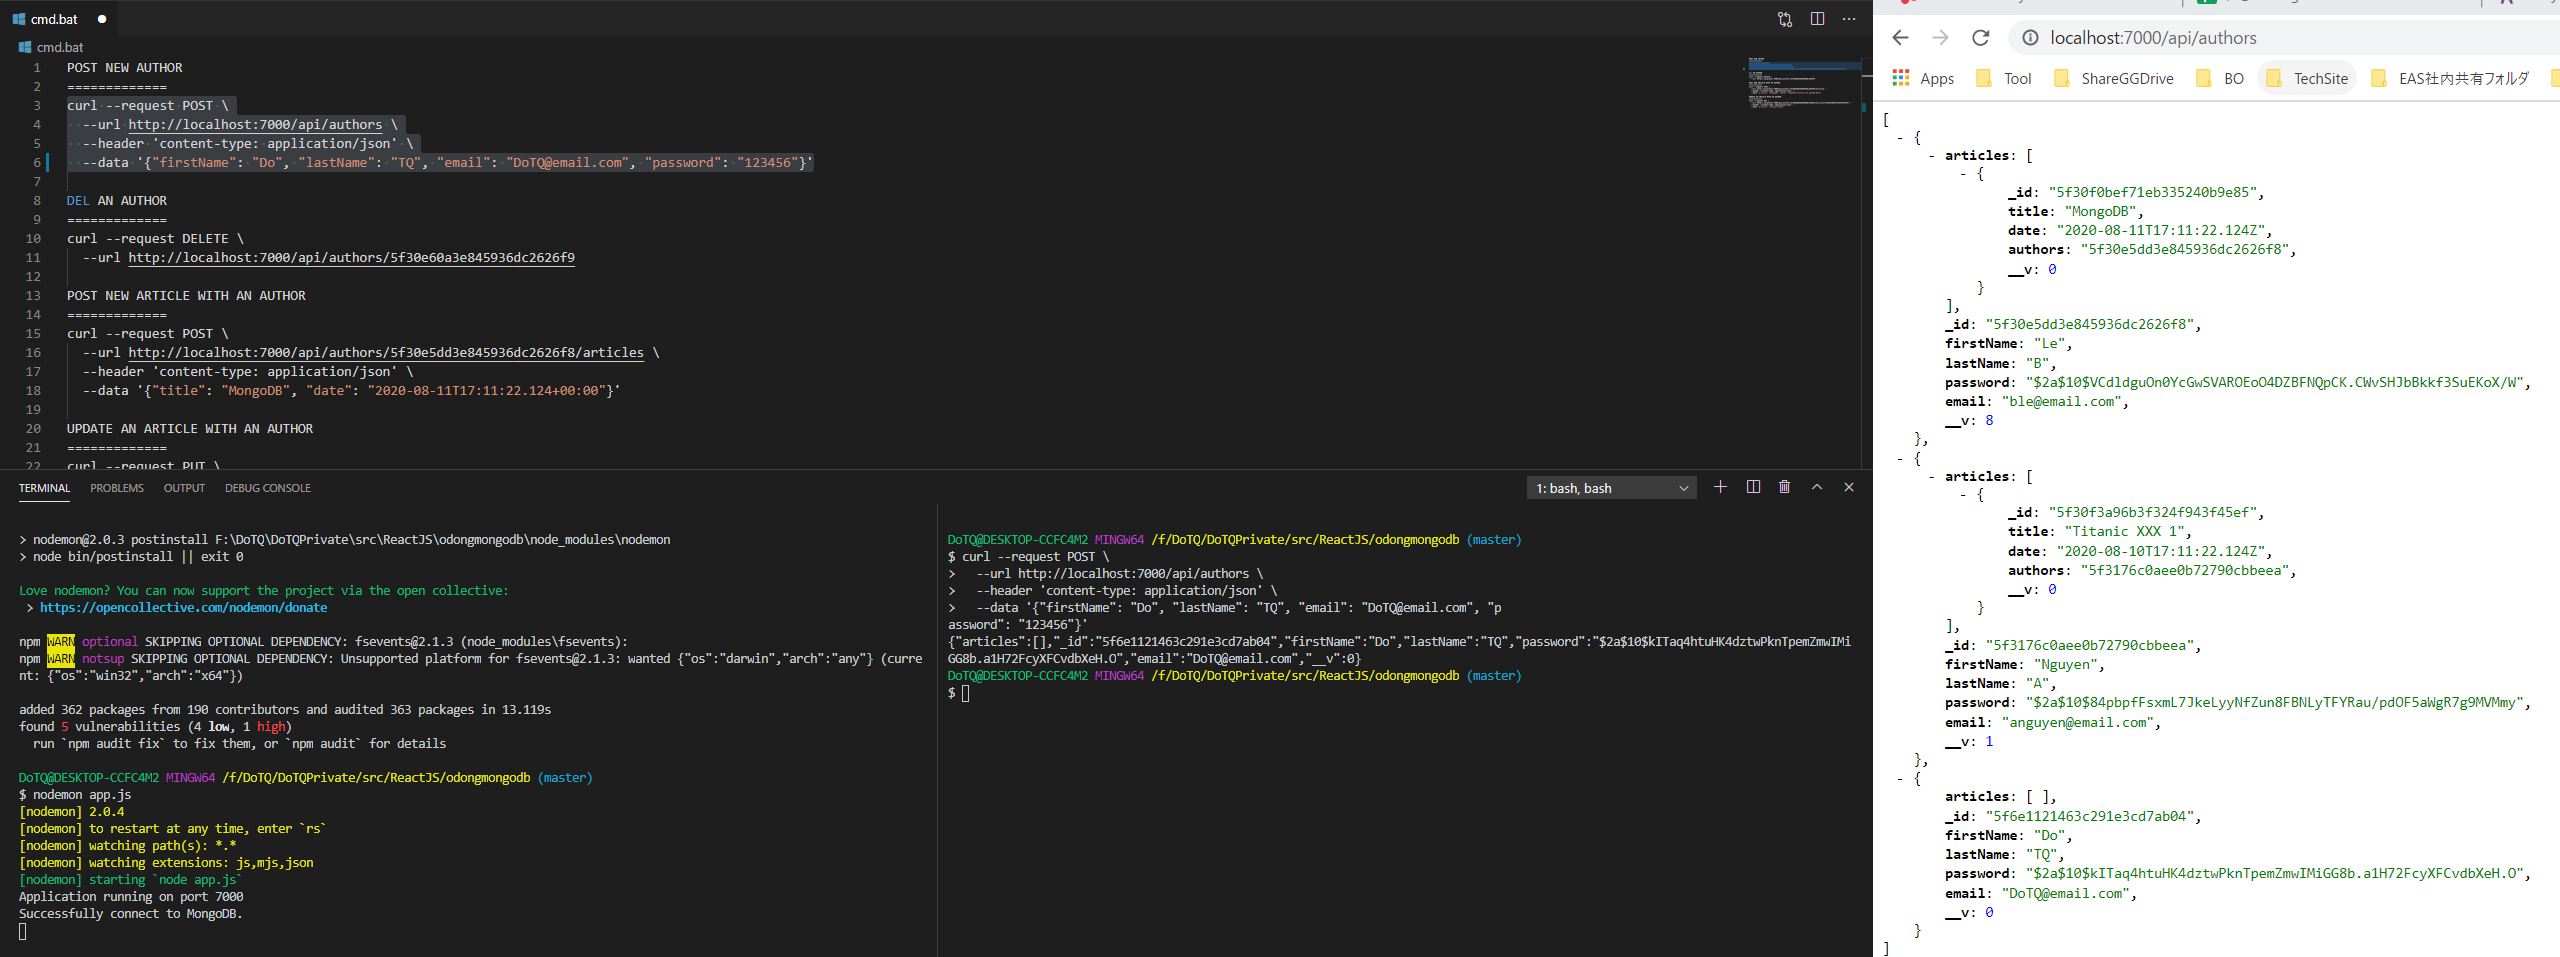 cmd.bat
cmd.bat
1 POST NEW AUTHOR
2 =============
3 curl --request POST \
4 --url http://localhost:7000/api/authors \
5 --header 'content-type: application/json' \
6 --data '{"firstName": "Do", "lastName": "TQ", "email": "DoTQ@email.com", "password": "123456"}'
7
8 DEL AN AUTHOR
9 =============
10 curl --request DELETE \
11 --url http://localhost:7000/api/authors/5f30e60a3e845936dc2626f9
12
13 POST NEW ARTICLE WITH AN AUTHOR
14 =============
15 curl --request POST \
16 --url http://localhost:7000/api/authors/5f30e5dd3e845936dc2626f8/articles \
17 --header 'content-type: application/json' \
18 --data '{"title": "MongoDB", "date": "2020-08-11T17:11:22.124+00:00"}'
19
20 UPDATE AN ARTICLE WITH AN AUTHOR
21 =============
22 curl --request PUT \
TERMINAL PROBLEMS OUTPUT DEBUG CONSOLE
1: bash, bash
> nodemon@2.0.3 postinstall F:\DoTQ\DoTQPrivate\src\ReactJS\odongmongodb\node_modules\nodemon
> node bin/postinstall || exit 0
Love nodemon? You can now support the project via the open collective:
> https://opencollective.com/nodemon/donate
npm WARN optional SKIPPING OPTIONAL DEPENDENCY: fsevents@2.1.3 (node_modules\fsevents):
npm WARN notsup SKIPPING OPTIONAL DEPENDENCY: Unsupported platform for fsevents@2.1.3: wanted {"os":"darwin","arch":"any"} (curre
nt: {"os":"win32","arch":"x64"})
added 362 packages from 190 contributors and audited 363 packages in 13.119s
found 5 vulnerabilities (4 low, 1 high)
run `npm audit fix` to fix them, or `npm audit` for details
DoTQ@DESKTOP-CCFC4M2 MINGW64 /f/DoTQ/DoTQPrivate/src/ReactJS/odongmongodb (master)
$ nodemon app.js
[nodemon] 2.0.4
[nodemon] to restart at any time, enter `rs`
[nodemon] watching path(s): *.*
[nodemon] watching extensions: js,mjs,json
[nodemon] starting `node app.js`
Application running on port 7000
Successfully connect to MongoDB.
DoTQ@DESKTOP-CCFC4M2 MINGW64 /f/DoTQ/DoTQPrivate/src/ReactJS/odongmongodb (master)
$ curl --request POST \
> --url http://localhost:7000/api/authors \
> --header 'content-type: application/json' \
> --data '{"firstName": "Do", "lastName": "TQ", "email": "DoTQ@email.com", "p
assword": "123456"}'
{"articles":[],"_id":"5f6e1121463c291e3cd7ab04","firstName":"Do","lastName":"TQ","password":"$2a$10$kITaq4htuHK4dztwPknTpemZmwIMi
GG8b.a1H72FcyXFCvdbXeH.O","email":"DoTQ@email.com","__v":0}
DoTQ@DESKTOP-CCFC4M2 MINGW64 /f/DoTQ/DoTQPrivate/src/ReactJS/odongmongodb (master)
$
localhost:7000/api/authors
Apps Tool ShareGGDrive BO TechSite EAS社内共有フォルダ
[
- {
- articles: [
- {
_id: "5f30f0bef71eb335240b9e85",
title: "MongoDB",
date: "2020-08-11T17:11:22.124Z",
authors: "5f30e5dd3e845936dc2626f8",
__v: 0
}
],
_id: "5f30e5dd3e845936dc2626f8",
firstName: "Le",
lastName: "B",
password: "$2a$10$VCdldguOn0YcGwSVAROEoO4DZBFNQpCK.CWvSHJbBkkf3SuEKoX/W",
email: "ble@email.com",
__v: 8
},
- {
- articles: [
- {
_id: "5f30f3a96b3f324f943f45ef",
title: "Titanic XXX 1",
date: "2020-08-10T17:11:22.124Z",
authors: "5f3176c0aee0b72790cbbeea",
__v: 0
}
],
_id: "5f3176c0aee0b72790cbbeea",
firstName: "Nguyen",
lastName: "A",
password: "$2a$10$84pbpfFsxmL7JkeLyyNfZun8FBNLyTFYRau/pdOF5aWgR7g9MVMmy",
email: "anguyen@email.com",
__v: 1
},
- {
articles: [ ],
_id: "5f6e1121463c291e3cd7ab04",
firstName: "Do",
lastName: "TQ",
password: "$2a$10$kITaq4htuHK4dztwPknTpemZmwIMiGG8b.a1H72FcyXFCvdbXeH.O",
email: "DoTQ@email.com",
__v: 0
}
]